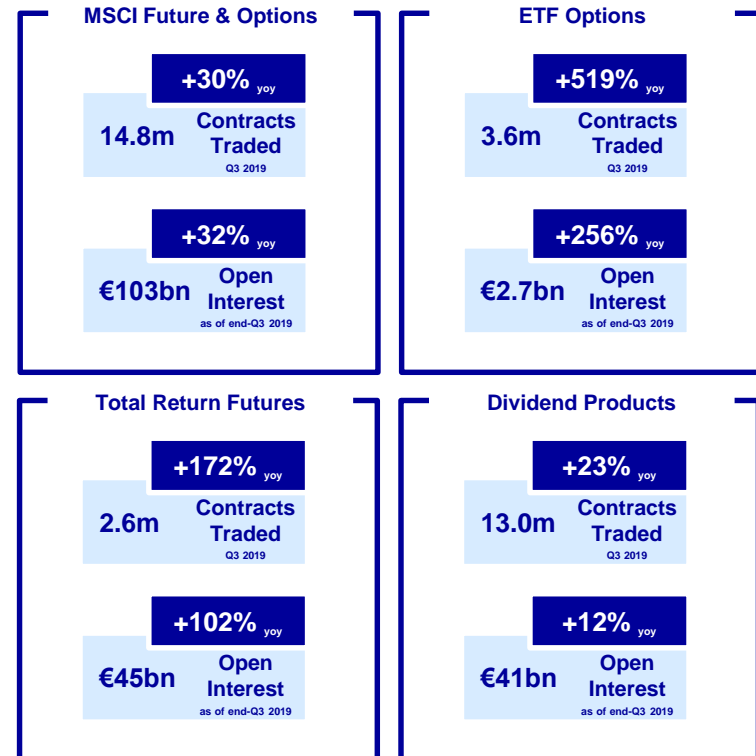 MSCI Future & Options
+30% yoy
14.8m
Contracts
Traded
Q3 2019
+32% yoy
€103bn
Open
Interest
as of end-Q3 2019
ETF Options
+519% yoy
3.6m
Contracts
Traded
Q3 2019
+256% yoy
€2.7bn
Open
Interest
as of end-Q3 2019
Total Return Futures
+172% yoy
2.6m
Contracts
Traded
Q3 2019
+102% yoy
€45bn
Open
Interest
as of end-Q3 2019
Dividend Products
+23% yoy
13.0m
Contracts
Traded
Q3 2019
+12% yoy
€41bn
Open
Interest
as of end-Q3 2019